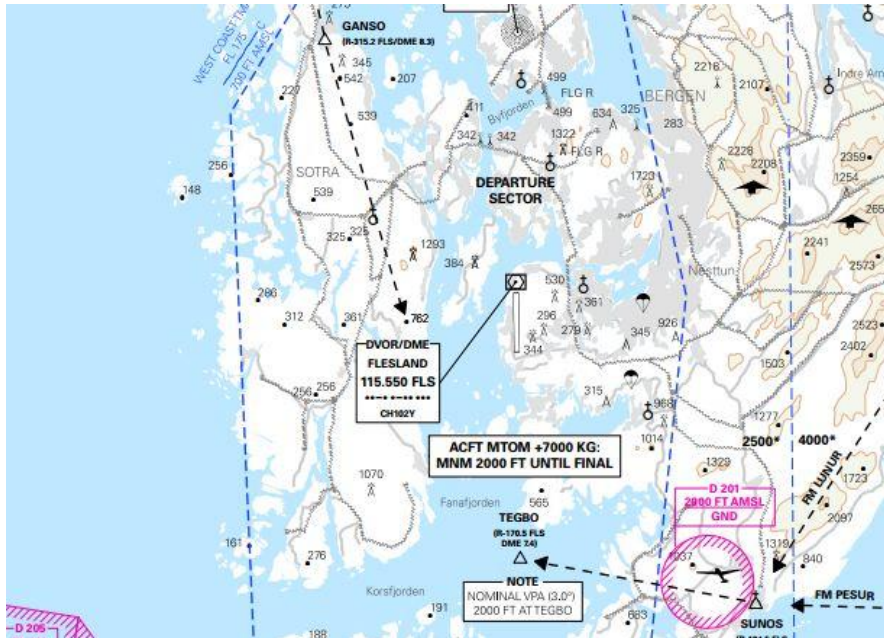 GANSO
(R-315.2 FLS/DME 8.3)
WEST COAST TMA
FL 175 C
700 FT AMSL
345
542
207
227
539
411
499
FLG R
Byfjorden
499
634
325
BERGEN
283
342
342
1322
FLG R
2218
2107
Indre Arn
2228
2208
2359
1254
256
148
SOTRA
539
DEPARTURE
SECTOR
1723
265
325
325
1293
384
2241
2573
Nesttun
286
312
361
762
530
361
296
279
344
345
926
2523
2402
1503
DVOR/DME
FLESLAND
115.550 FLS
CH102Y
256
256
315
968
1277
ACFT MTOM +7000 KG:
MNM 2000 FT UNTIL FINAL
1014
2500*
4000*
1329
FM LUNUR
1723
1070
Fanafjorden
565
D 201
2000 FT AMSL
GND
2097
TEGBO
(R-170.5 FLS
DME 7.4)
161
276
1319
840
Korsfjorden
NOTE
NOMINAL VPA (3.0°)
2000 FT AT TEGBO
FM PESUR
191
683
SUNOS
D 205
188